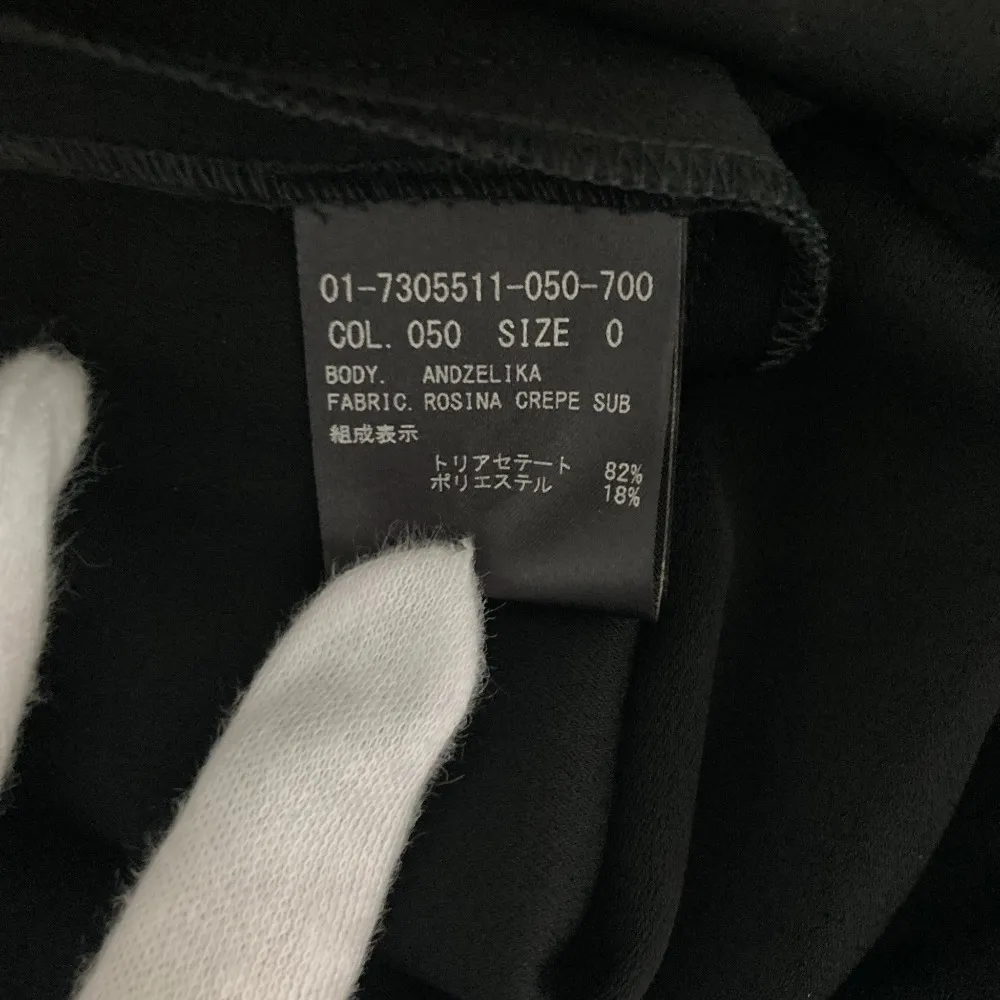 01-7305511-050-700
COL. 050 SIZE 0
BODY. ANDZELIKA
FABRIC. ROSINA CREPE SUB
組成表示
トリアセテート 82%
ポリエステル 18%